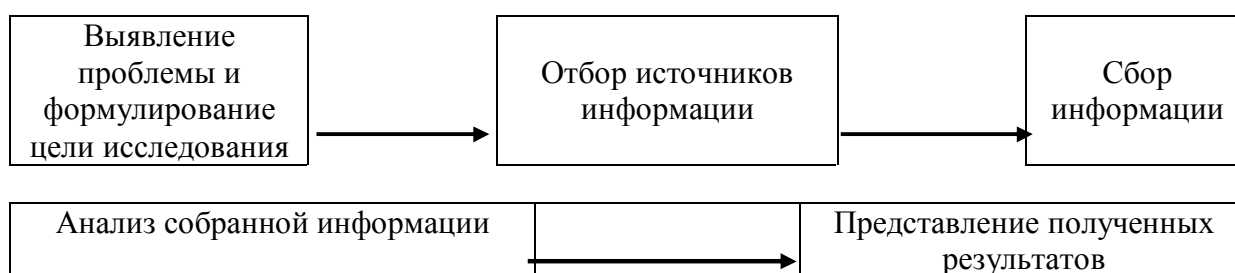 Выявление
проблемы и
формулирование
цели исследования
Отбор источников
информации
Сбор
информации
Анализ собранной информации
Представление полученных
результатов